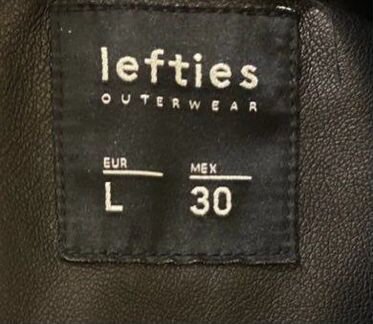 lefties
OUTERWEAR
EUR MEX
L 30